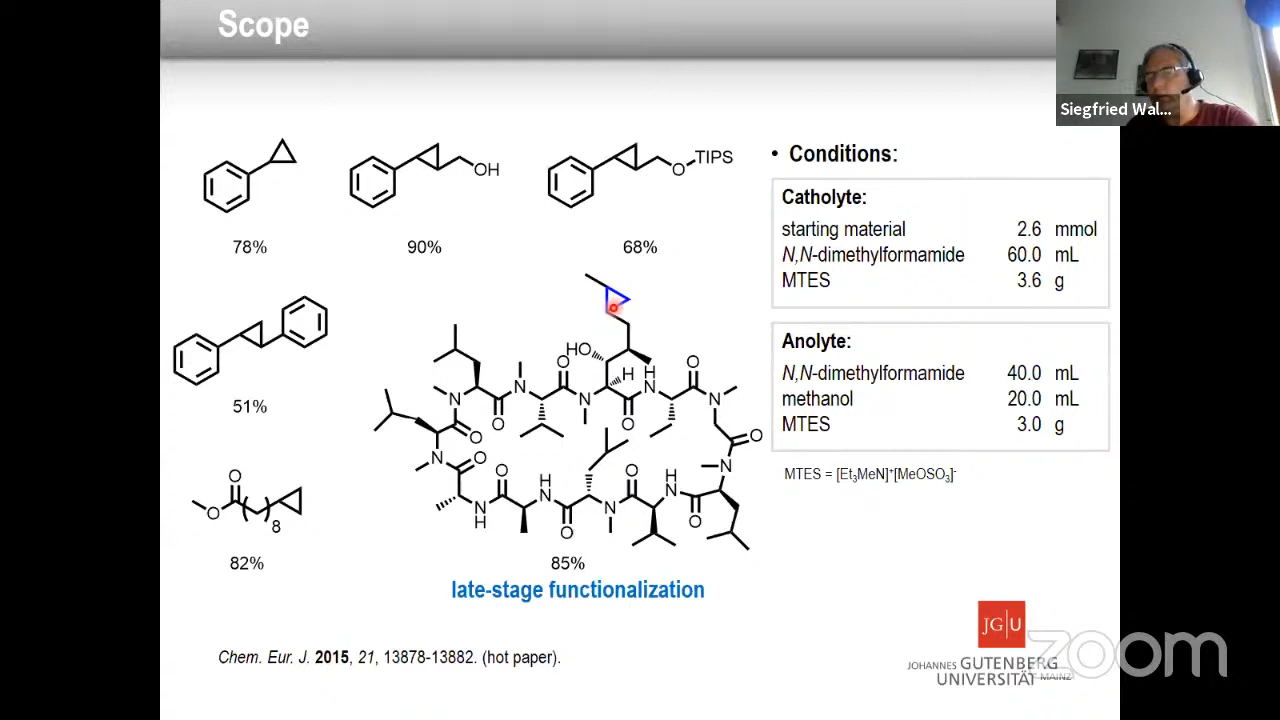 Scope
Siegfried Wal...
OH
O
TIPS
78%
90%
68%
• Conditions:
Catholyte:
starting material 2.6 mmol
N,N-dimethylformamide 60.0 mL
MTES 3.6 g
Anolyte:
N,N-dimethylformamide 40.0 mL
methanol 20.0 mL
MTES 3.0 g
MTES = [Et₃MeN]⁺[MeOSO₃]⁻
51%
HO
H
O
O
H
N
O
N
N
O
N
O
O
N
O
N
O
O
N
O
N
H
O
H
N
O
N
O
H
N
O
N
O
O
8
82%
85%
late-stage functionalization
Chem. Eur. J. 2015, 21, 13878-13882. (hot paper).
JG|U
JOHANNES GUTENBERG
UNIVERSITÄT MAINZ
zoom